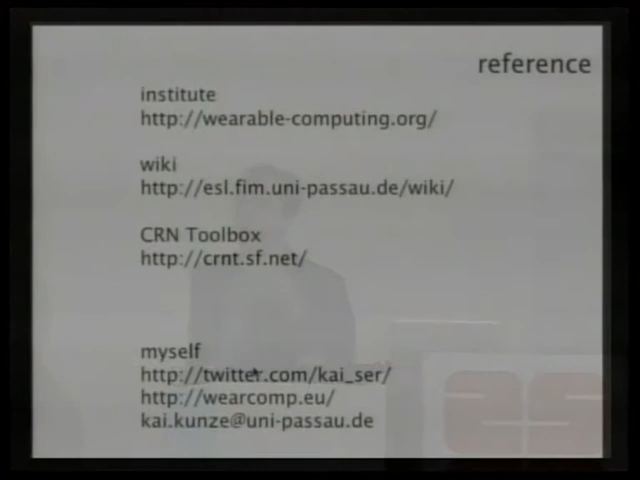 reference
institute
http://wearable-computing.org/
wiki
http://esl.fim.uni-passau.de/wiki/
CRN Toolbox
http://crnt.sf.net/
myself
http://twitter.com/kai_ser/
http://wearcomp.eu/
kai.kunze@uni-passau.de